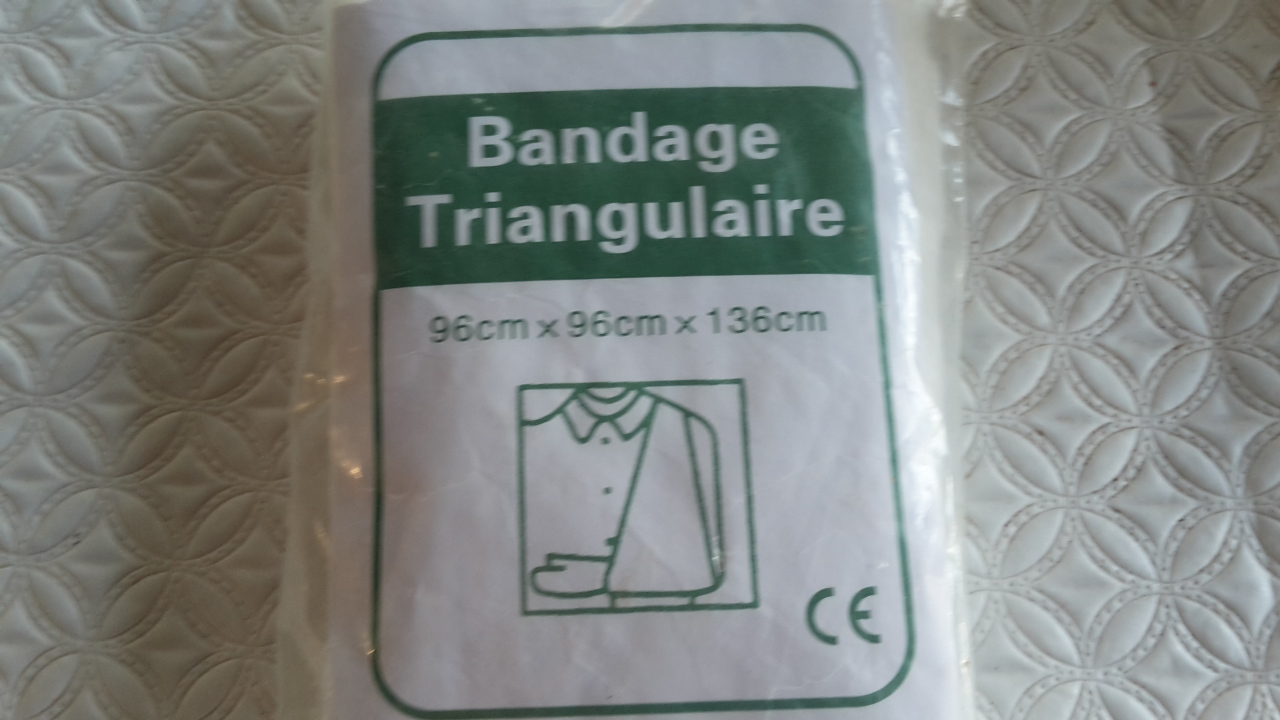 Bandage
Triangulaire
96cm x 96cm x 136cm
CE